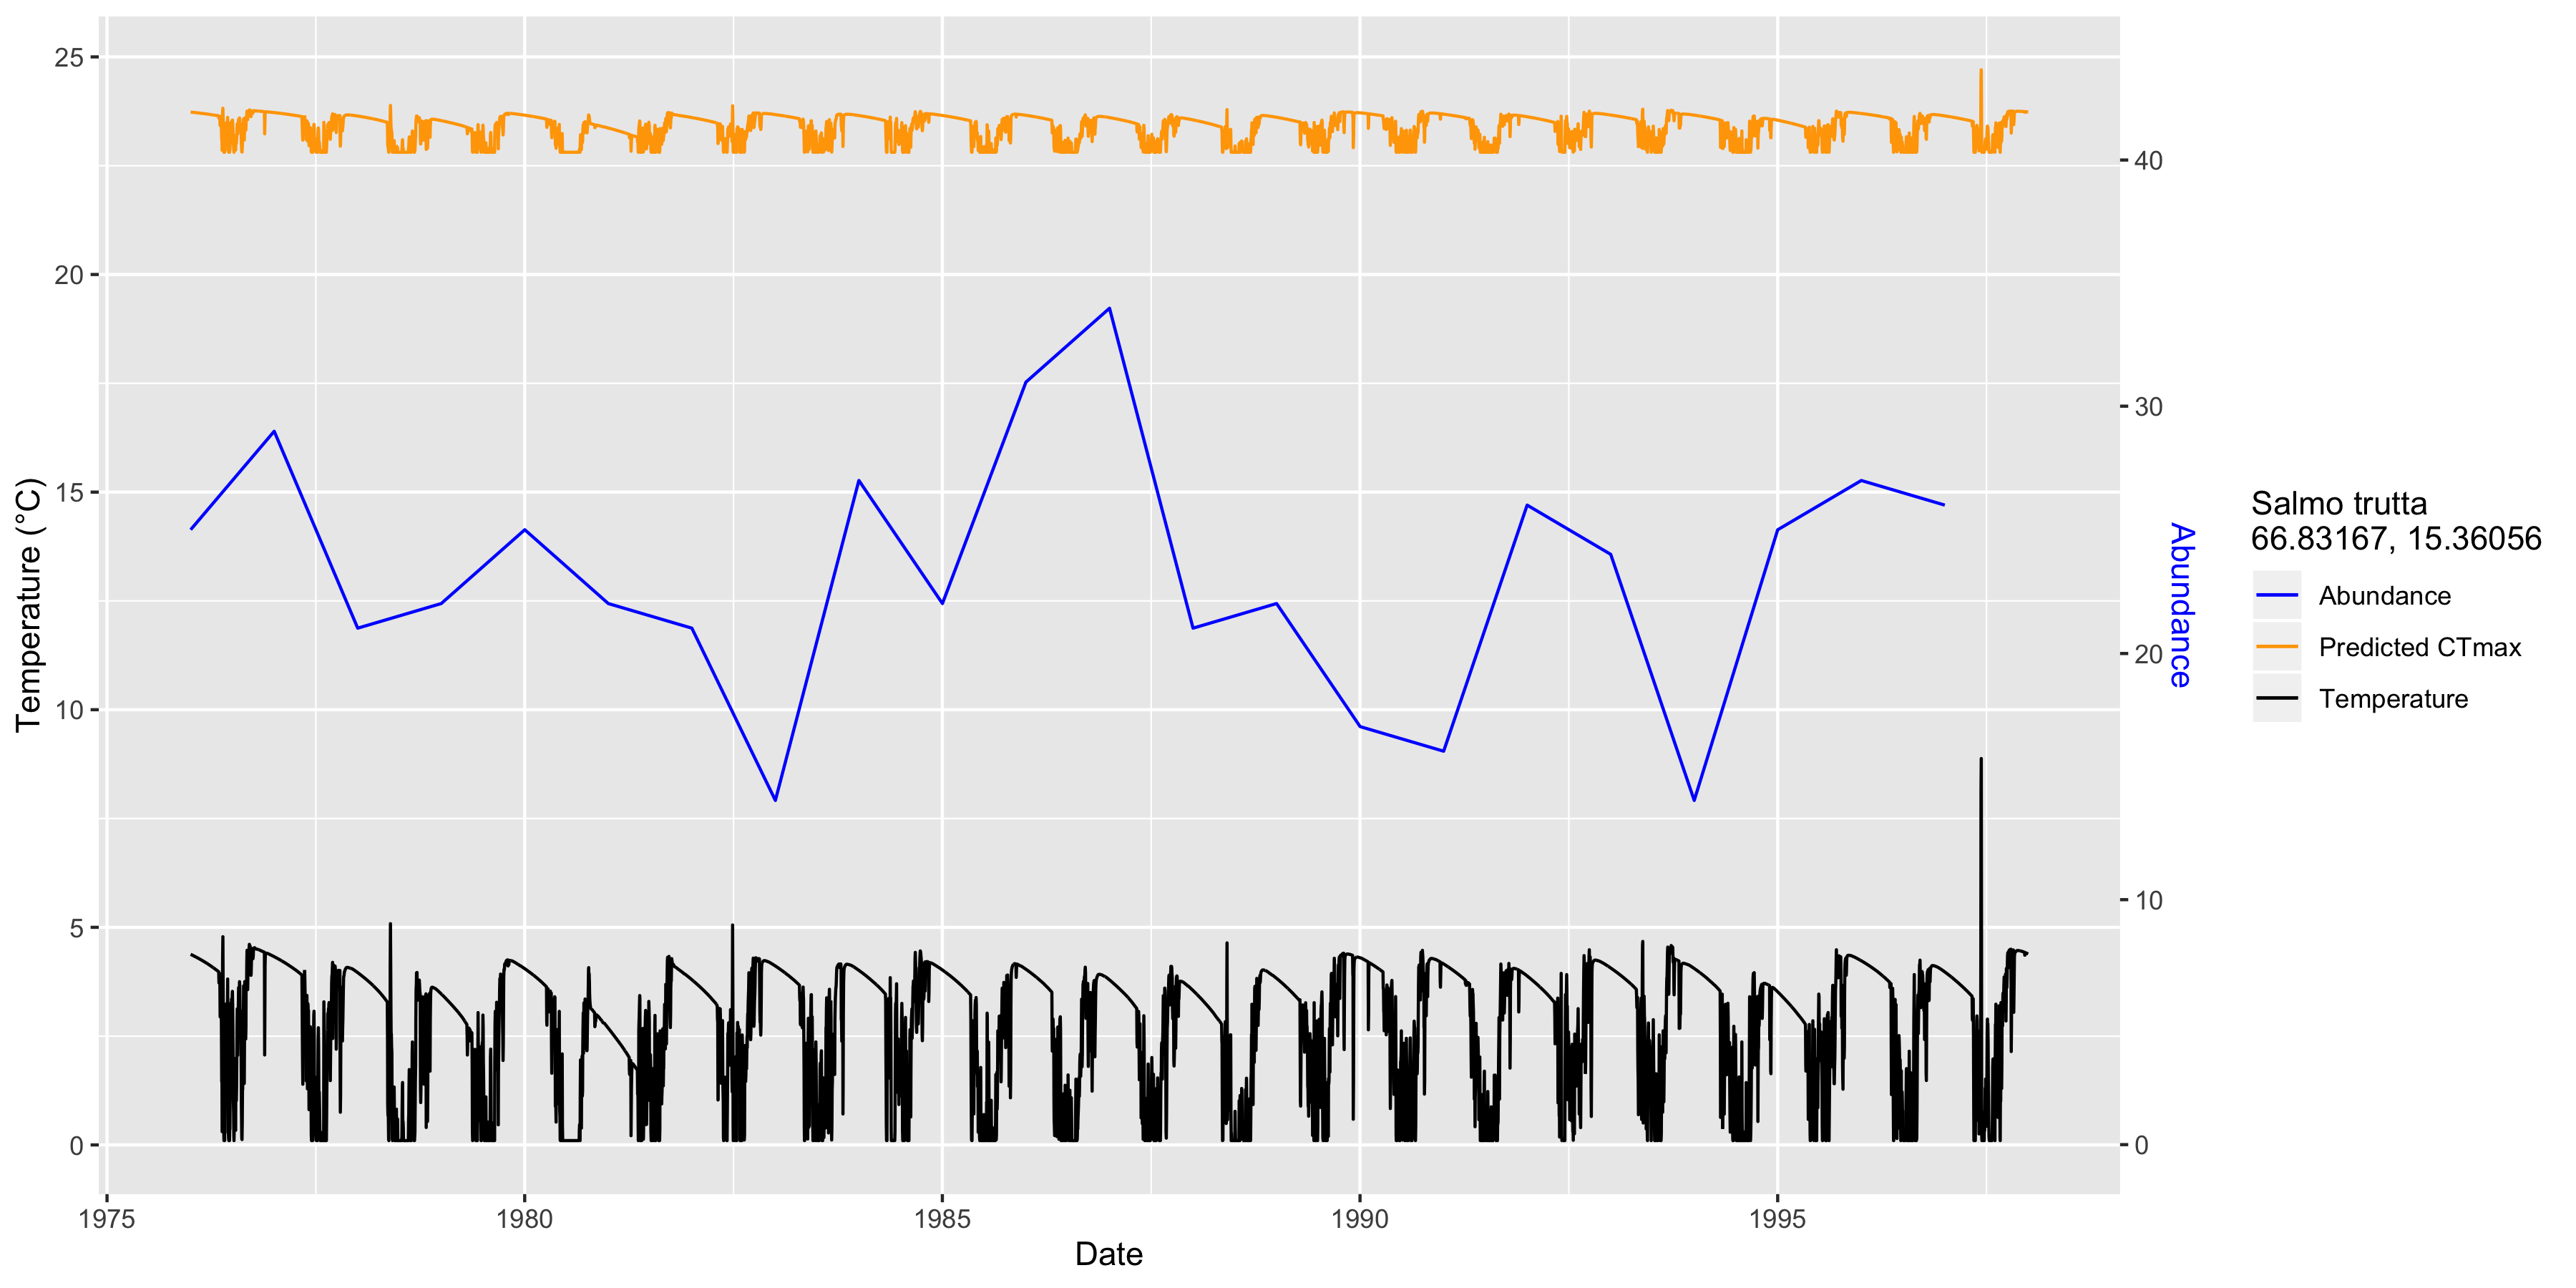 25
20
15
10
5
0
Temperature (°C)
1975
1980
1985
1990
1995
Date
40
30
20
10
0
Abundance
Salmo trutta
66.83167, 15.36056
Abundance
Predicted CTmax
Temperature